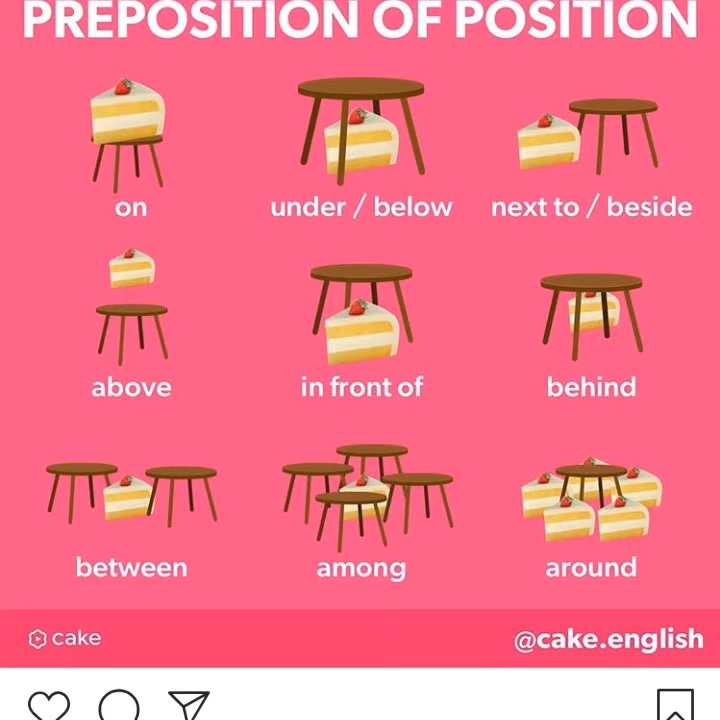 PREPOSITION OF POSITION
on
under / below
next to / beside
above
in front of
behind
between
among
around
cake
@cake.english